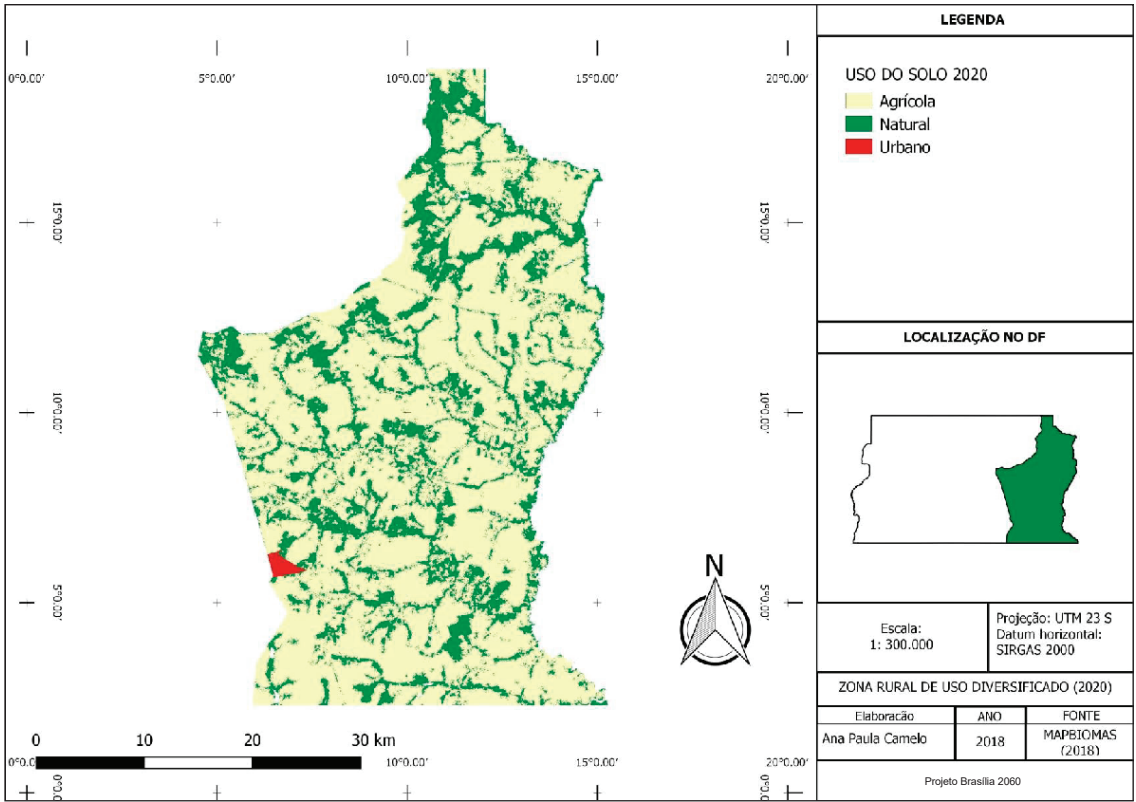 0°0.00' 5°0.00' 10°0.00' 15°0.00' 20°0.00'
15°0.00' 15°0.00'
10°0.00' 10°0.00'
5°0.00' 5°0.00'
N
0 10 20 30 km
10°0.00' 15°0.00' 20°0.00'
LEGENDA
USO DO SOLO 2020
Agrícola
Natural
Urbano
LOCALIZAÇÃO NO DF
Escala:
1: 300.000
Projeção: UTM 23 S
Datum horizontal:
SIRGAS 2000
ZONA RURAL DE USO DIVERSIFICADO (2020)
Elaboração ANO FONTE
Ana Paula Camelo 2018 MAPBIOMAS
(2018)
Projeto Brasília 2060